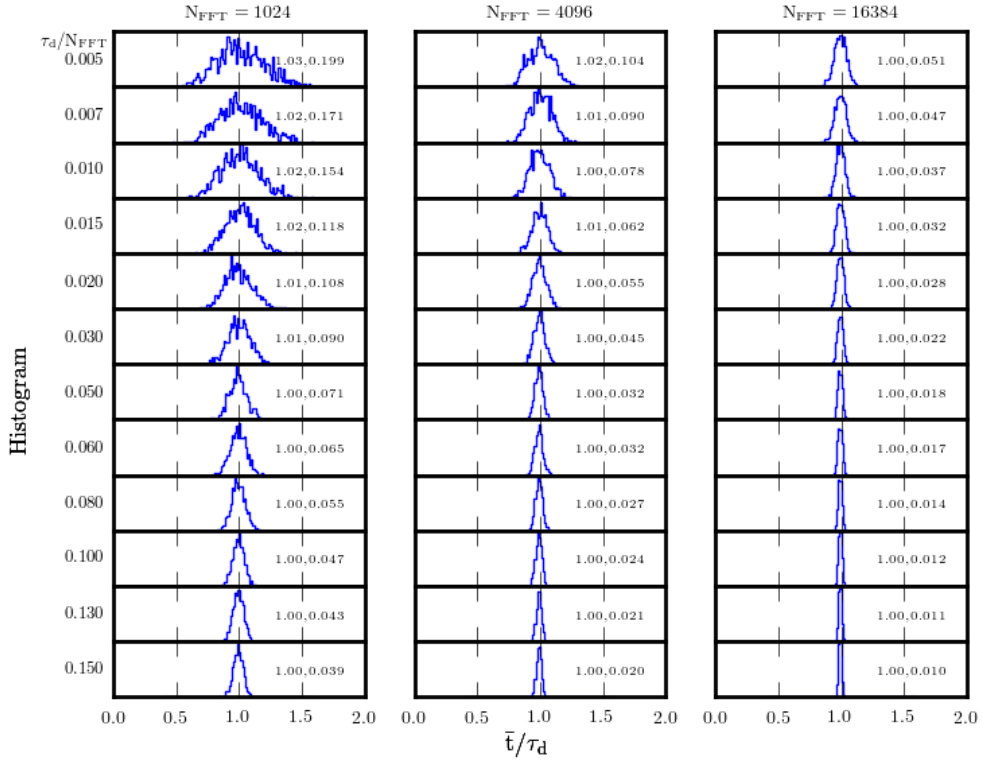 N_FFT = 1024 N_FFT = 4096 N_FFT = 16384
τ_d/N_FFT
0.005 1.03,0.199 1.02,0.104 1.00,0.051
0.007 1.02,0.171 1.01,0.090 1.00,0.047
0.010 1.02,0.154 1.00,0.078 1.00,0.037
0.015 1.02,0.118 1.01,0.062 1.00,0.032
0.020 1.01,0.108 1.00,0.055 1.00,0.028
0.030 1.01,0.090 1.00,0.045 1.00,0.022
0.050 1.00,0.071 1.00,0.032 1.00,0.018
0.060 1.00,0.065 1.00,0.032 1.00,0.017
0.080 1.00,0.055 1.00,0.027 1.00,0.014
0.100 1.00,0.047 1.00,0.024 1.00,0.012
0.130 1.00,0.043 1.00,0.021 1.00,0.011
0.150 1.00,0.039 1.00,0.020 1.00,0.010
Histogram
0.0 0.5 1.0 1.5 2.0 0.0 0.5 1.0 1.5 2.0 0.0 0.5 1.0 1.5 2.0
t̄/τ_d